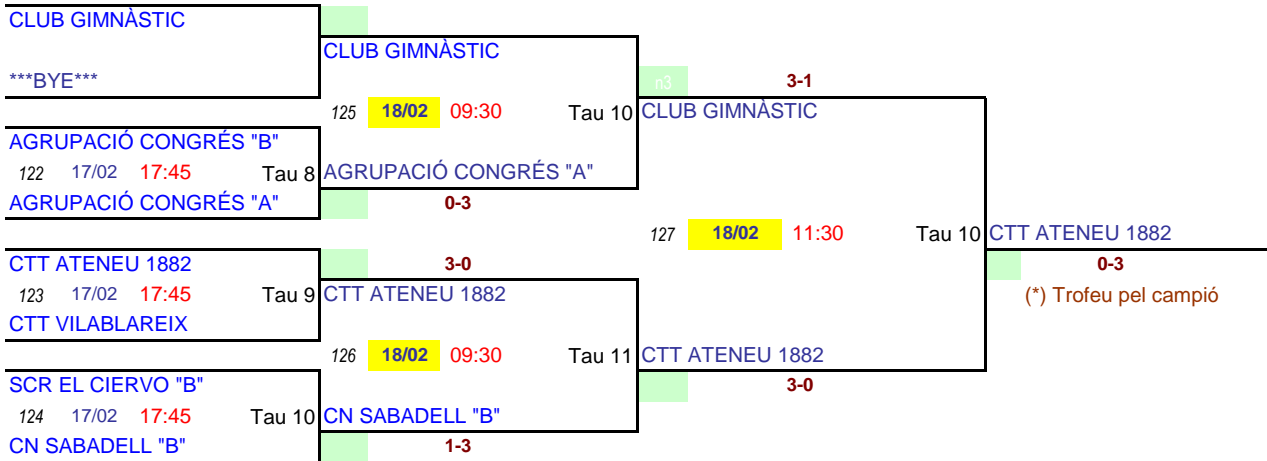 CLUB GIMNÀSTIC
CLUB GIMNÀSTIC
***BYE***
n3
3-1
125 18/02 09:30 Tau 10
CLUB GIMNÀSTIC
AGRUPACIÓ CONGRÉS "B"
122 17/02 17:45 Tau 8
AGRUPACIÓ CONGRÉS "A"
AGRUPACIÓ CONGRÉS "A"
0-3
127 18/02 11:30 Tau 10
CTT ATENEU 1882
CTT ATENEU 1882
3-0
0-3
123 17/02 17:45 Tau 9
CTT ATENEU 1882
(*) Trofeu pel campió
CTT VILABLAREIX
126 18/02 09:30 Tau 11
CTT ATENEU 1882
SCR EL CIERVO "B"
3-0
124 17/02 17:45 Tau 10
CN SABADELL "B"
CN SABADELL "B"
1-3